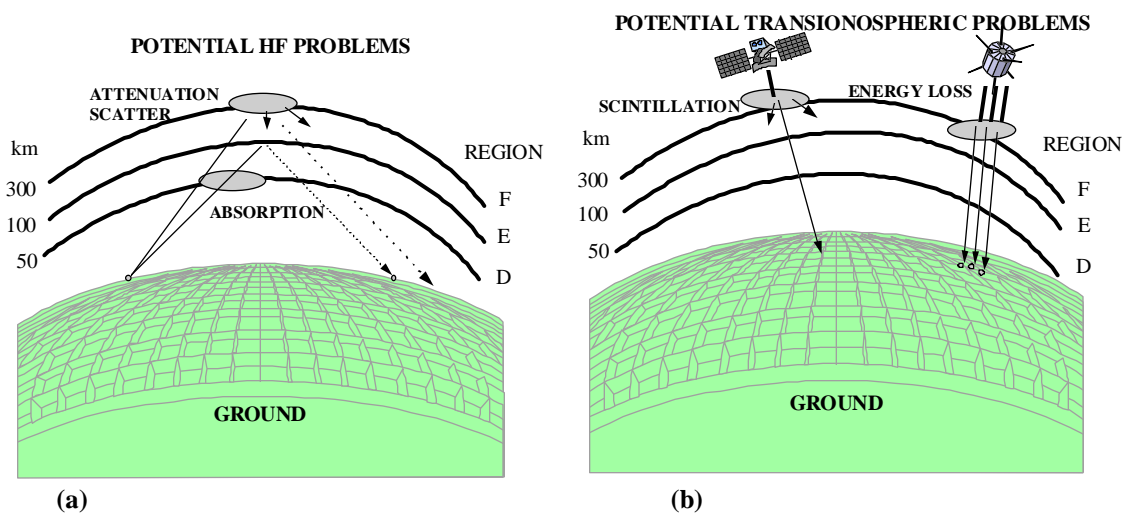 POTENTIAL HF PROBLEMS
ATTENUATION
SCATTER
km
REGION
300
F
100
ABSORPTION
E
50
D
GROUND
(a)
POTENTIAL TRANSIONOSPHERIC PROBLEMS
SCINTILLATION
ENERGY LOSS
km
REGION
300
F
100
E
50
D
GROUND
(b)